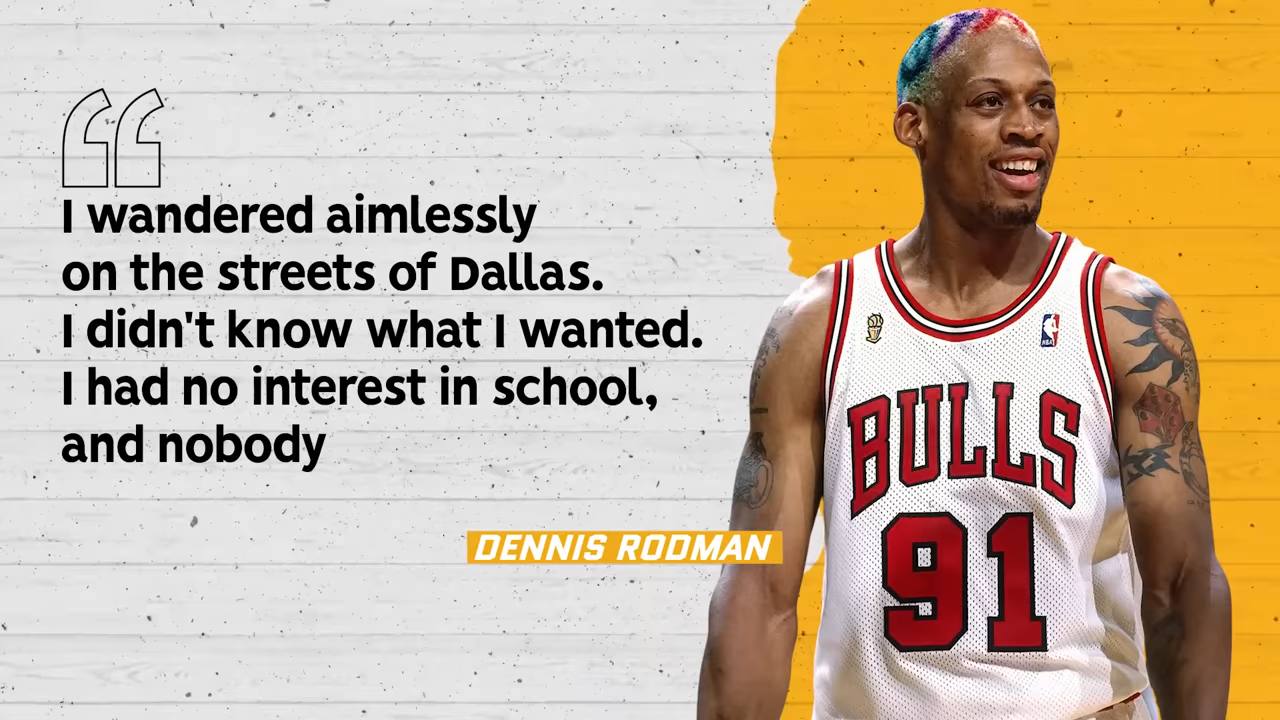 “
I wandered aimlessly
on the streets of Dallas.
I didn't know what I wanted.
I had no interest in school,
and nobody
DENNIS RODMAN
NBA
BULLS
91